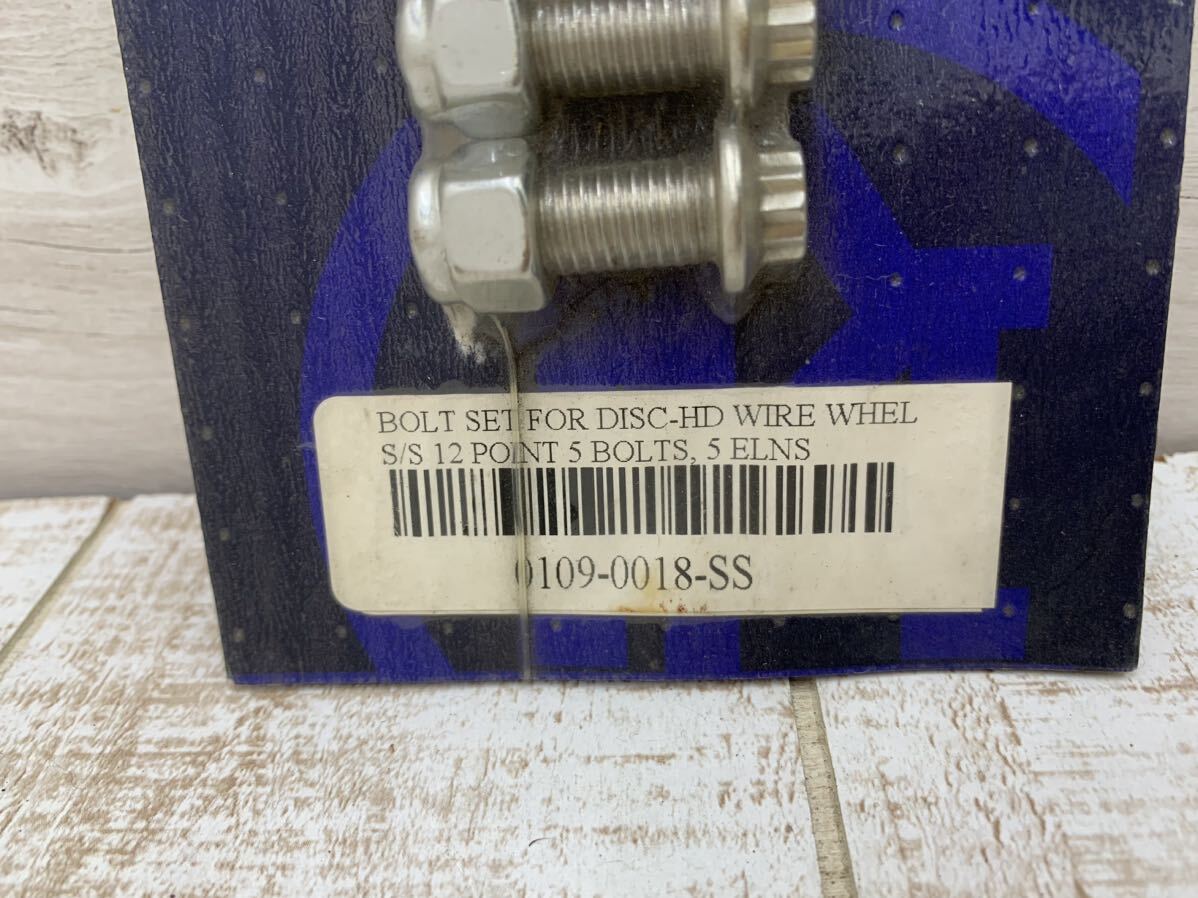 BOLT SET FOR DISC-HD WIRE WHEL
S/S 12 POINT 5 BOLTS, 5 ELNS
0109-0018-SS